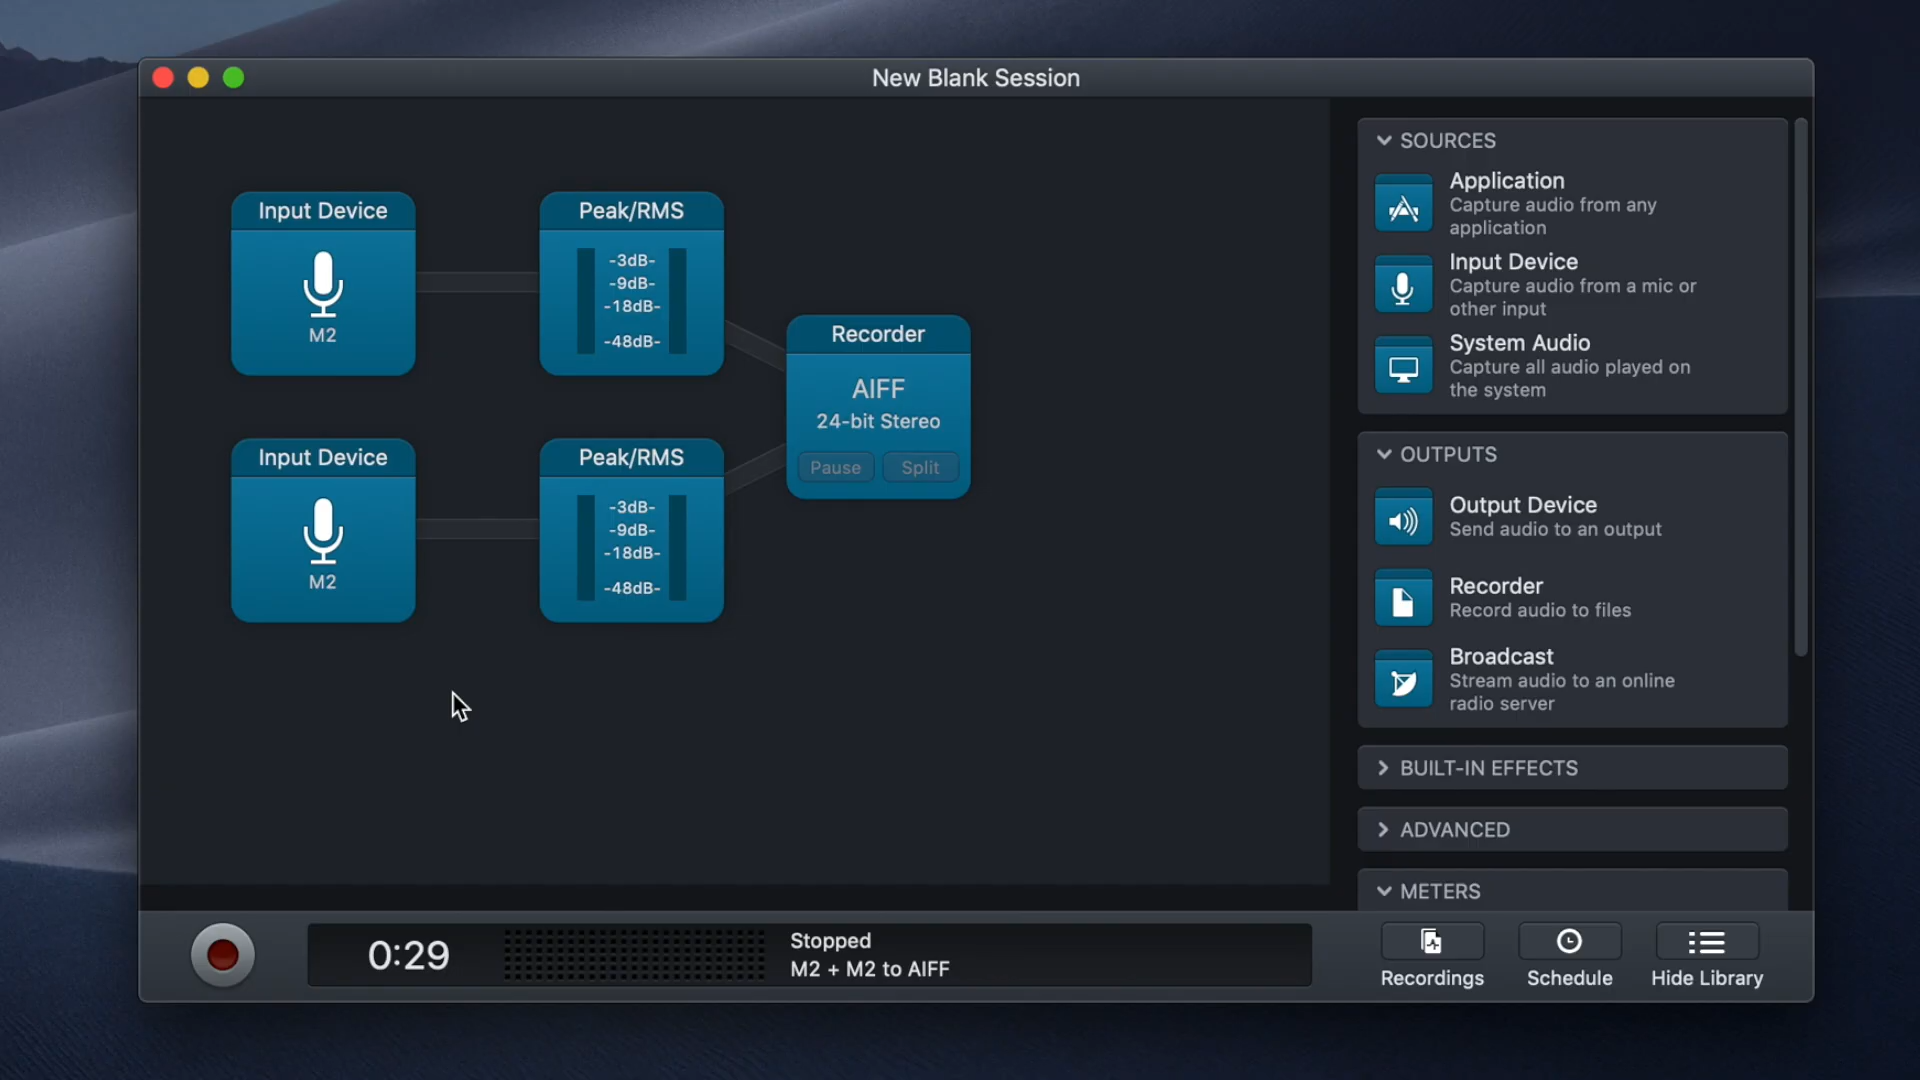 New Blank Session
Input Device
M2
Peak/RMS
-3dB-
-9dB-
-18dB-
-48dB-
Recorder
AIFF
24-bit Stereo
Pause
Split
Input Device
M2
Peak/RMS
-3dB-
-9dB-
-18dB-
-48dB-
SOURCES
Application
Capture audio from any
application
Input Device
Capture audio from a mic or
other input
System Audio
Capture all audio played on
the system
OUTPUTS
Output Device
Send audio to an output
Recorder
Record audio to files
Broadcast
Stream audio to an online
radio server
BUILT-IN EFFECTS
ADVANCED
METERS
0:29
Stopped
M2 + M2 to AIFF
Recordings
Schedule
Hide Library